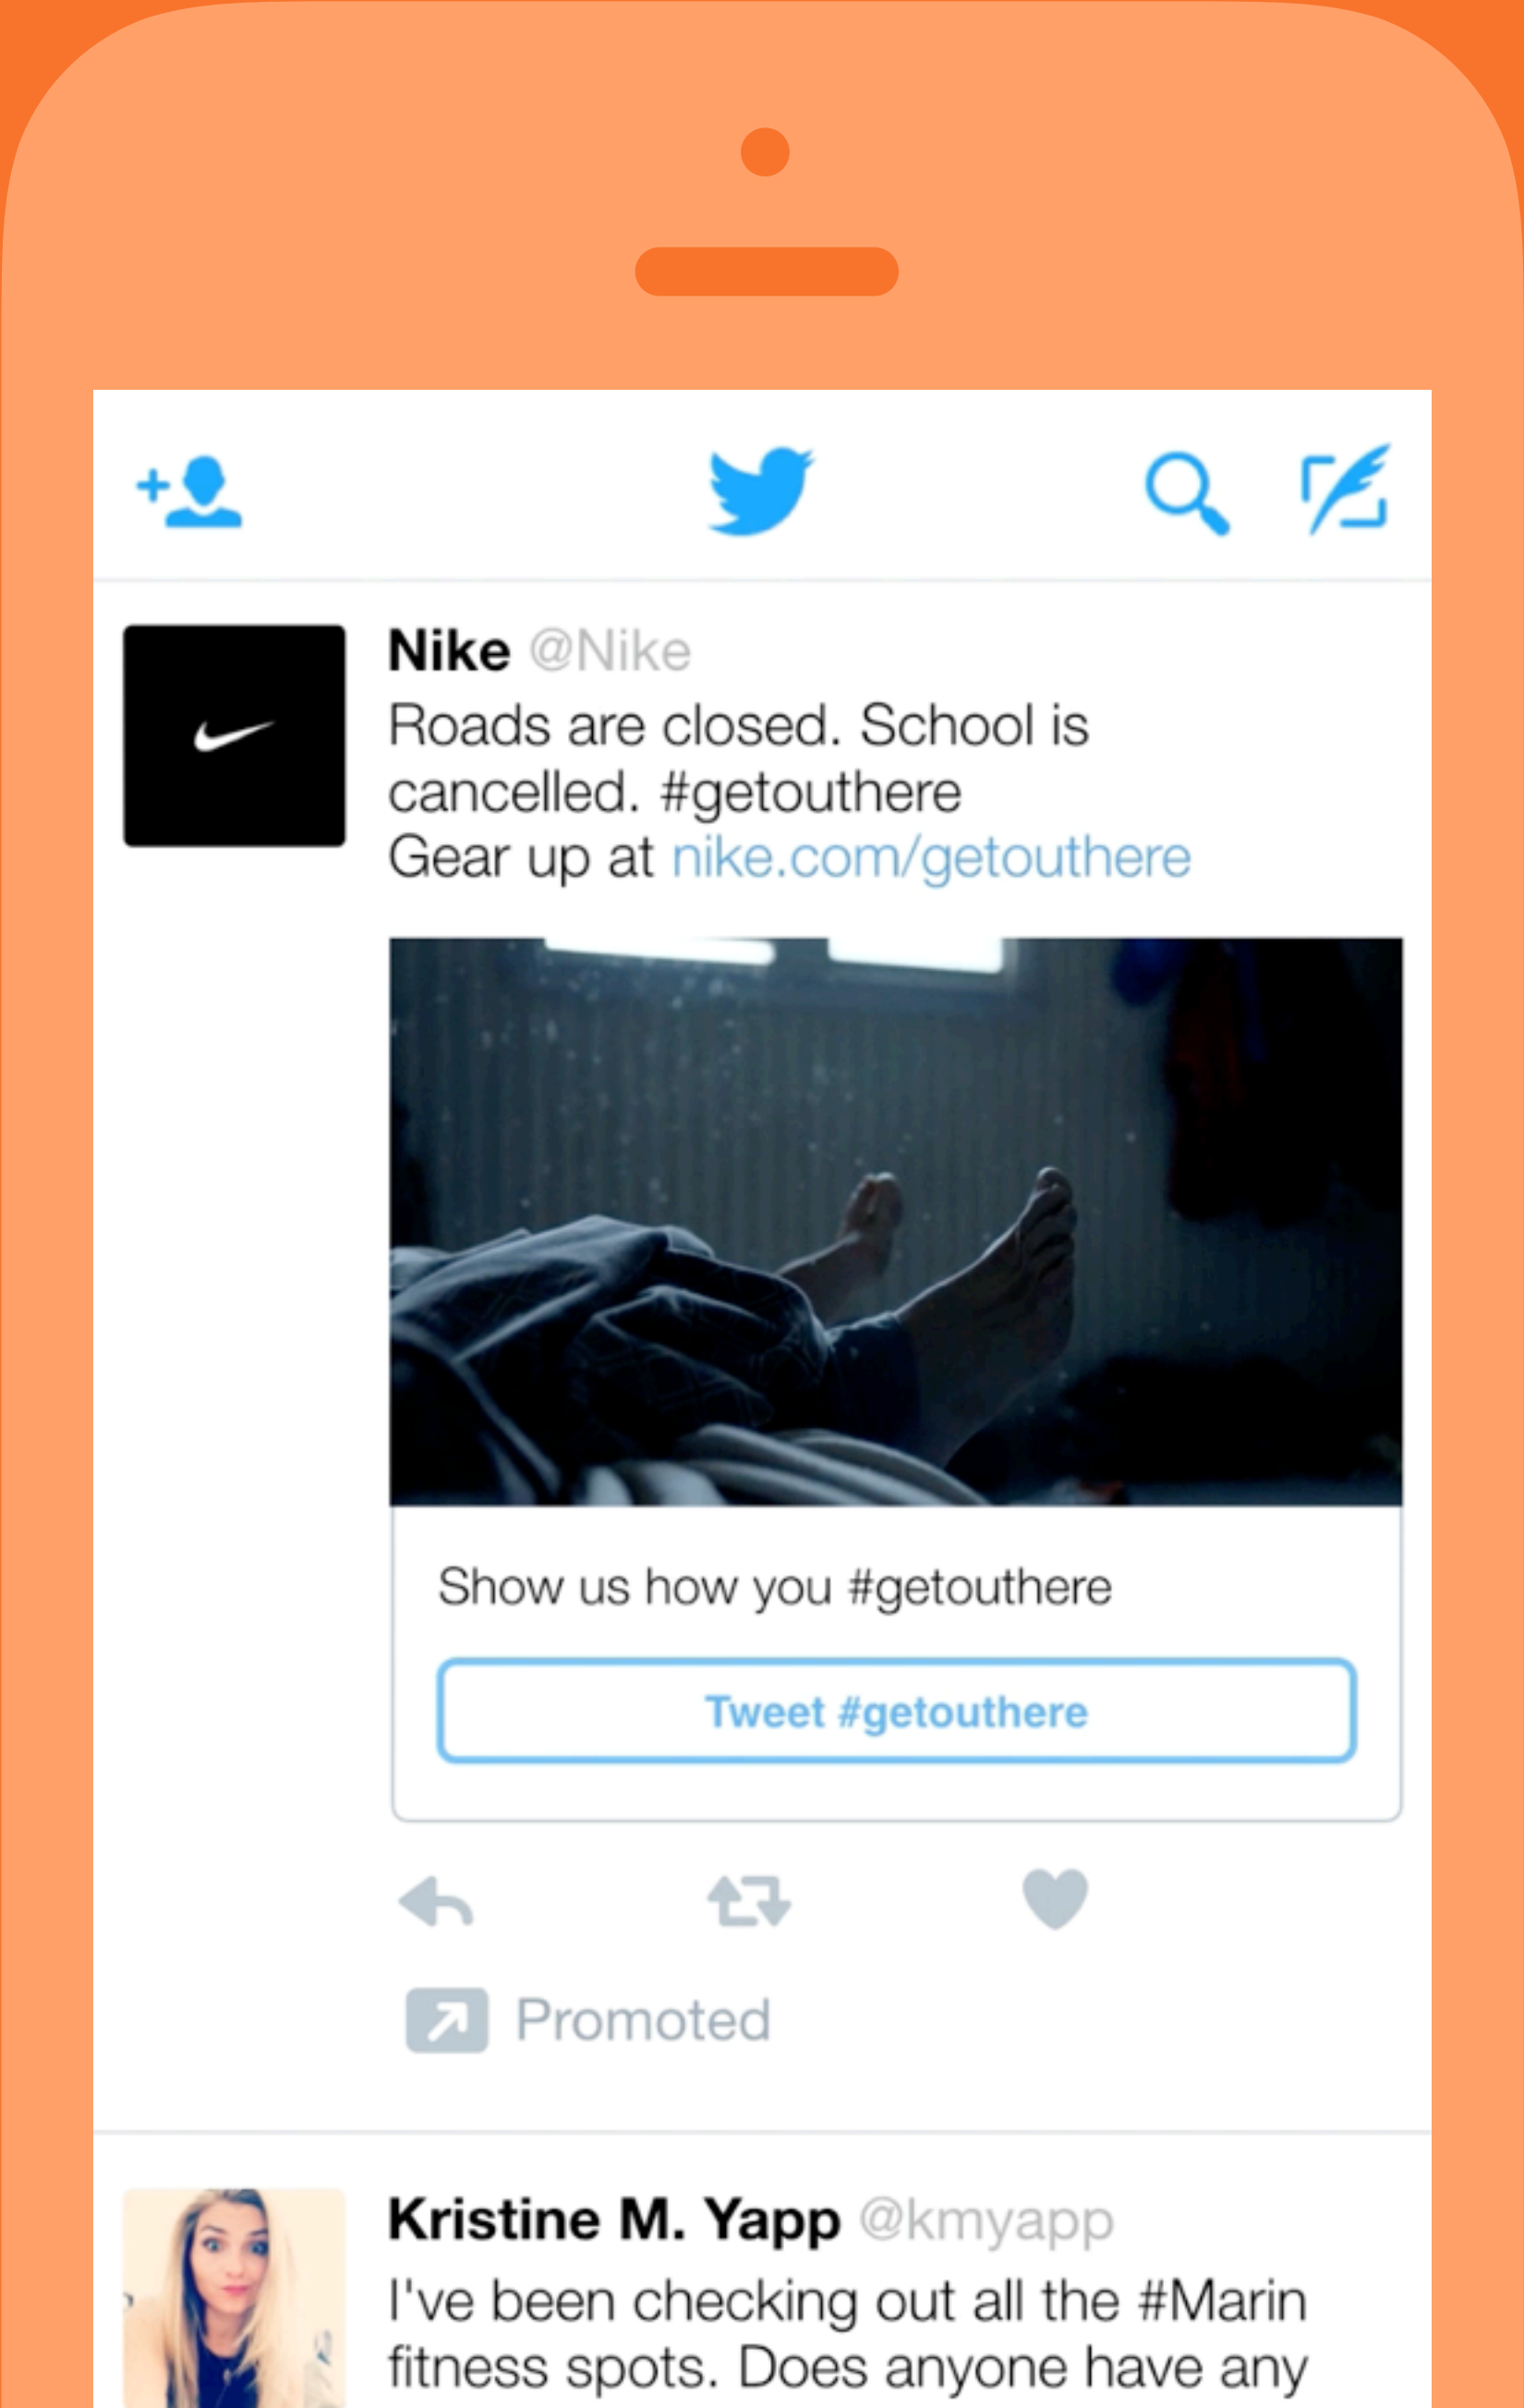 Nike @Nike
Roads are closed. School is
cancelled. #getouthere
Gear up at nike.com/getouthere
Show us how you #getouthere
Tweet #getouthere
Promoted
Kristine M. Yapp @kmyapp
I've been checking out all the #Marin
fitness spots. Does anyone have any